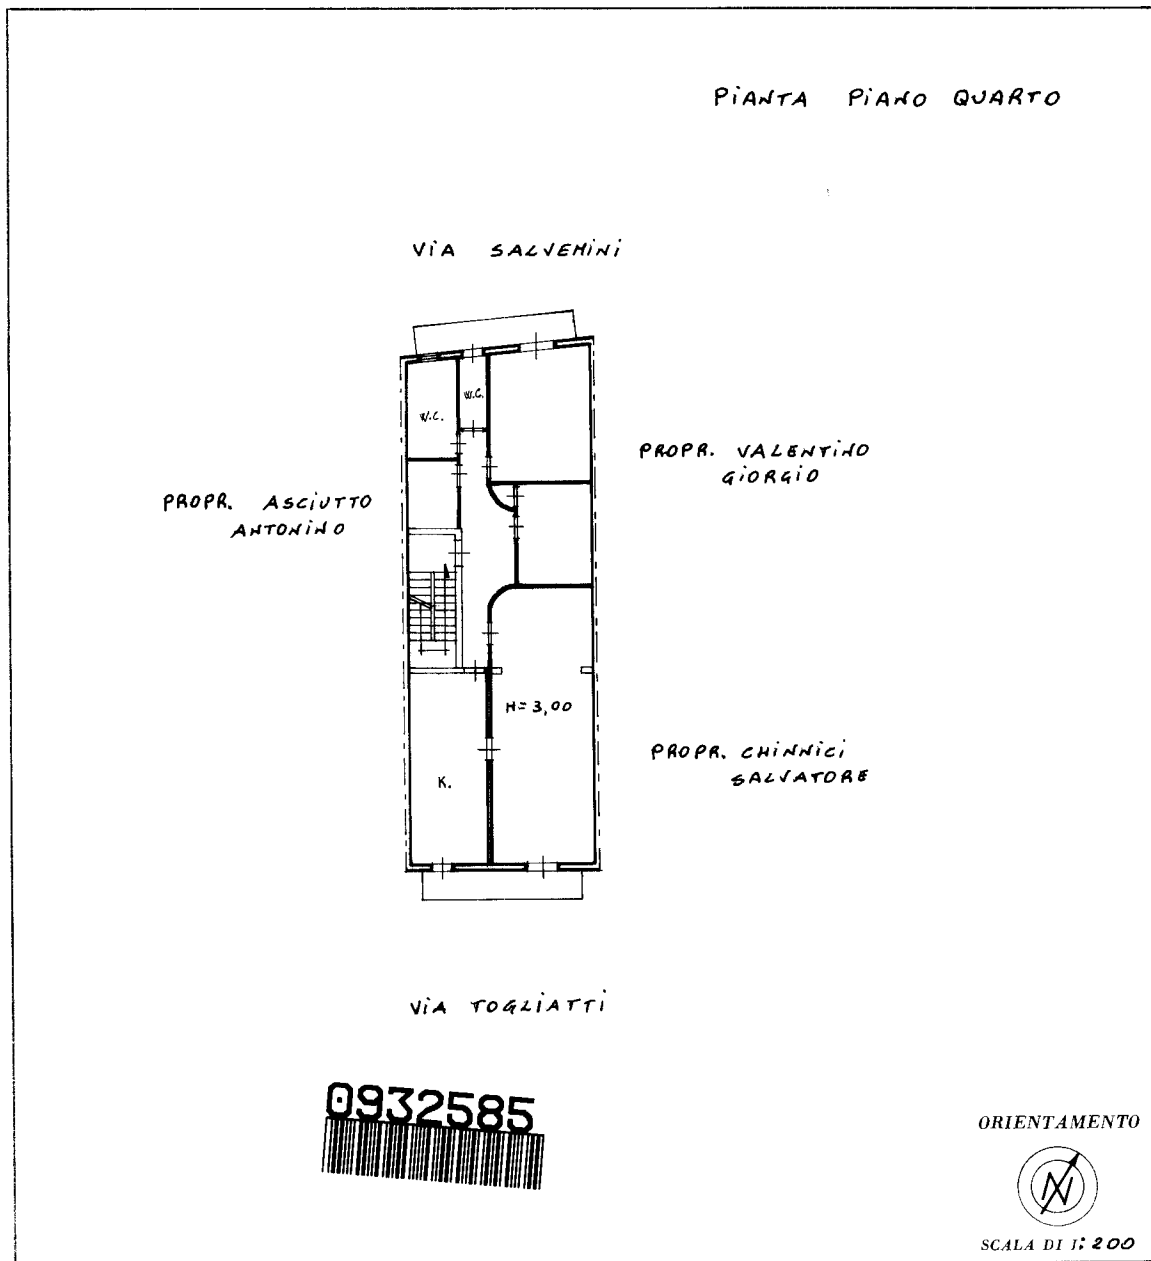 PIANTA PIANO QUARTO
VIA SALVEMINI
W.C.
W.C.
PROPR. VALENTINO
GIORGIO
PROPR. ASCIUTTO
ANTONINO
H=3,00
PROPR. CHINNICI
SALVATORE
K.
VIA TOGLIATTI
0932585
ORIENTAMENTO
N
SCALA DI 1:200